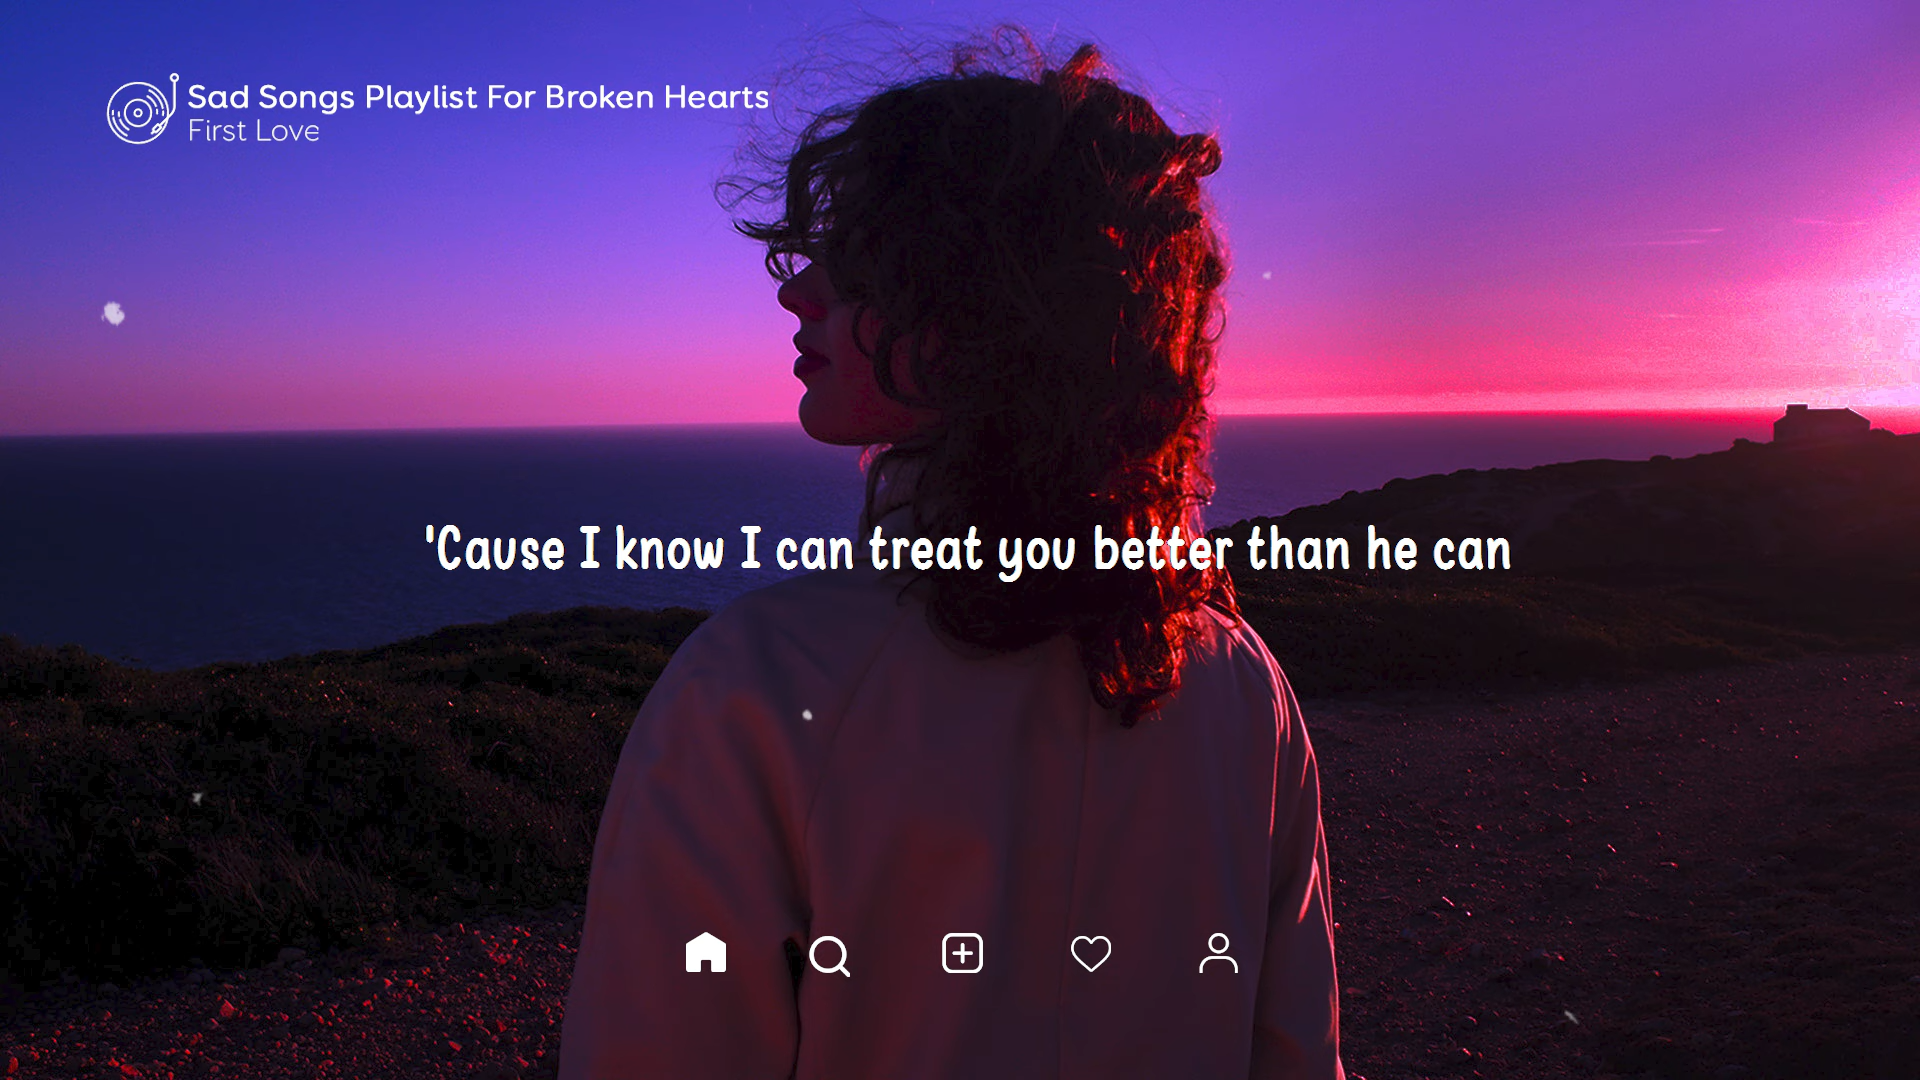 Sad Songs Playlist For Broken Hearts
First Love
'Cause I know I can treat you better than he can